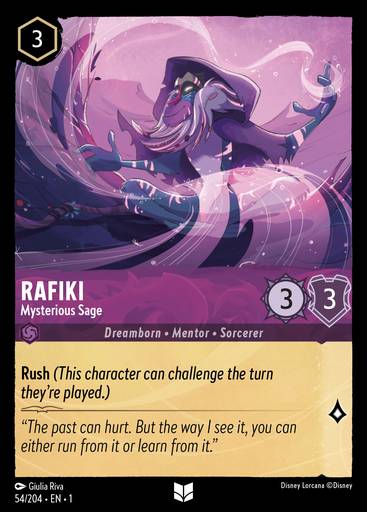 3
RAFIKI
Mysterious Sage
3 3
Dreamborn • Mentor • Sorcerer
Rush (This character can challenge the turn
they’re played.)
“The past can hurt. But the way I see it, you can
either run from it or learn from it.”
Giulia Riva
Disney Lorcana ©Disney
54/204 • EN • 1